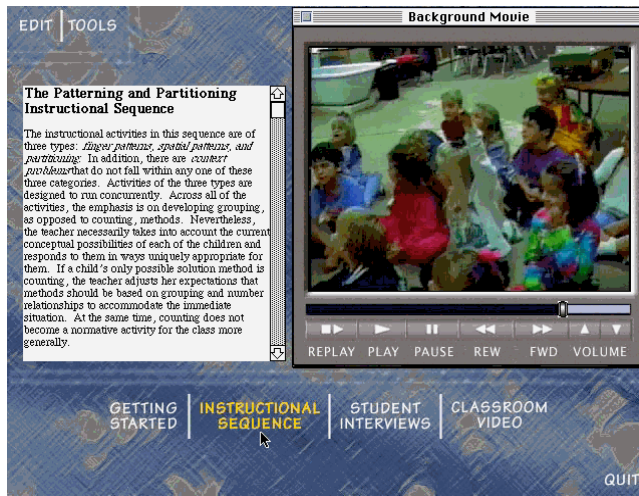 EDIT TOOLS
Background Movie
The Patterning and Partitioning
Instructional Sequence
The instructional activities in this sequence are of
three types: finger patterns, spatial patterns, and
partitioning. In addition, there are context
problems that do not fall within any one of these
three categories. Activities of the three types are
designed to run concurrently. Across all of the
activities, the emphasis is on developing grouping,
as opposed to counting, methods. Nevertheless,
the teacher necessarily takes into account the current
conceptual possibilities of each of the children and
responds to them in ways uniquely appropriate for
them. If a child's only possible solution method is
counting, the teacher adjusts her expectations that
methods should be based on grouping and number
relationships to accommodate the immediate
situation. At the same time, counting does not
become a normative activity for the class more
generally.
REPLAY PLAY PAUSE REW FWD VOLUME
GETTING
STARTED
INSTRUCTIONAL
SEQUENCE
STUDENT
INTERVIEWS
CLASSROOM
VIDEO
QUIT